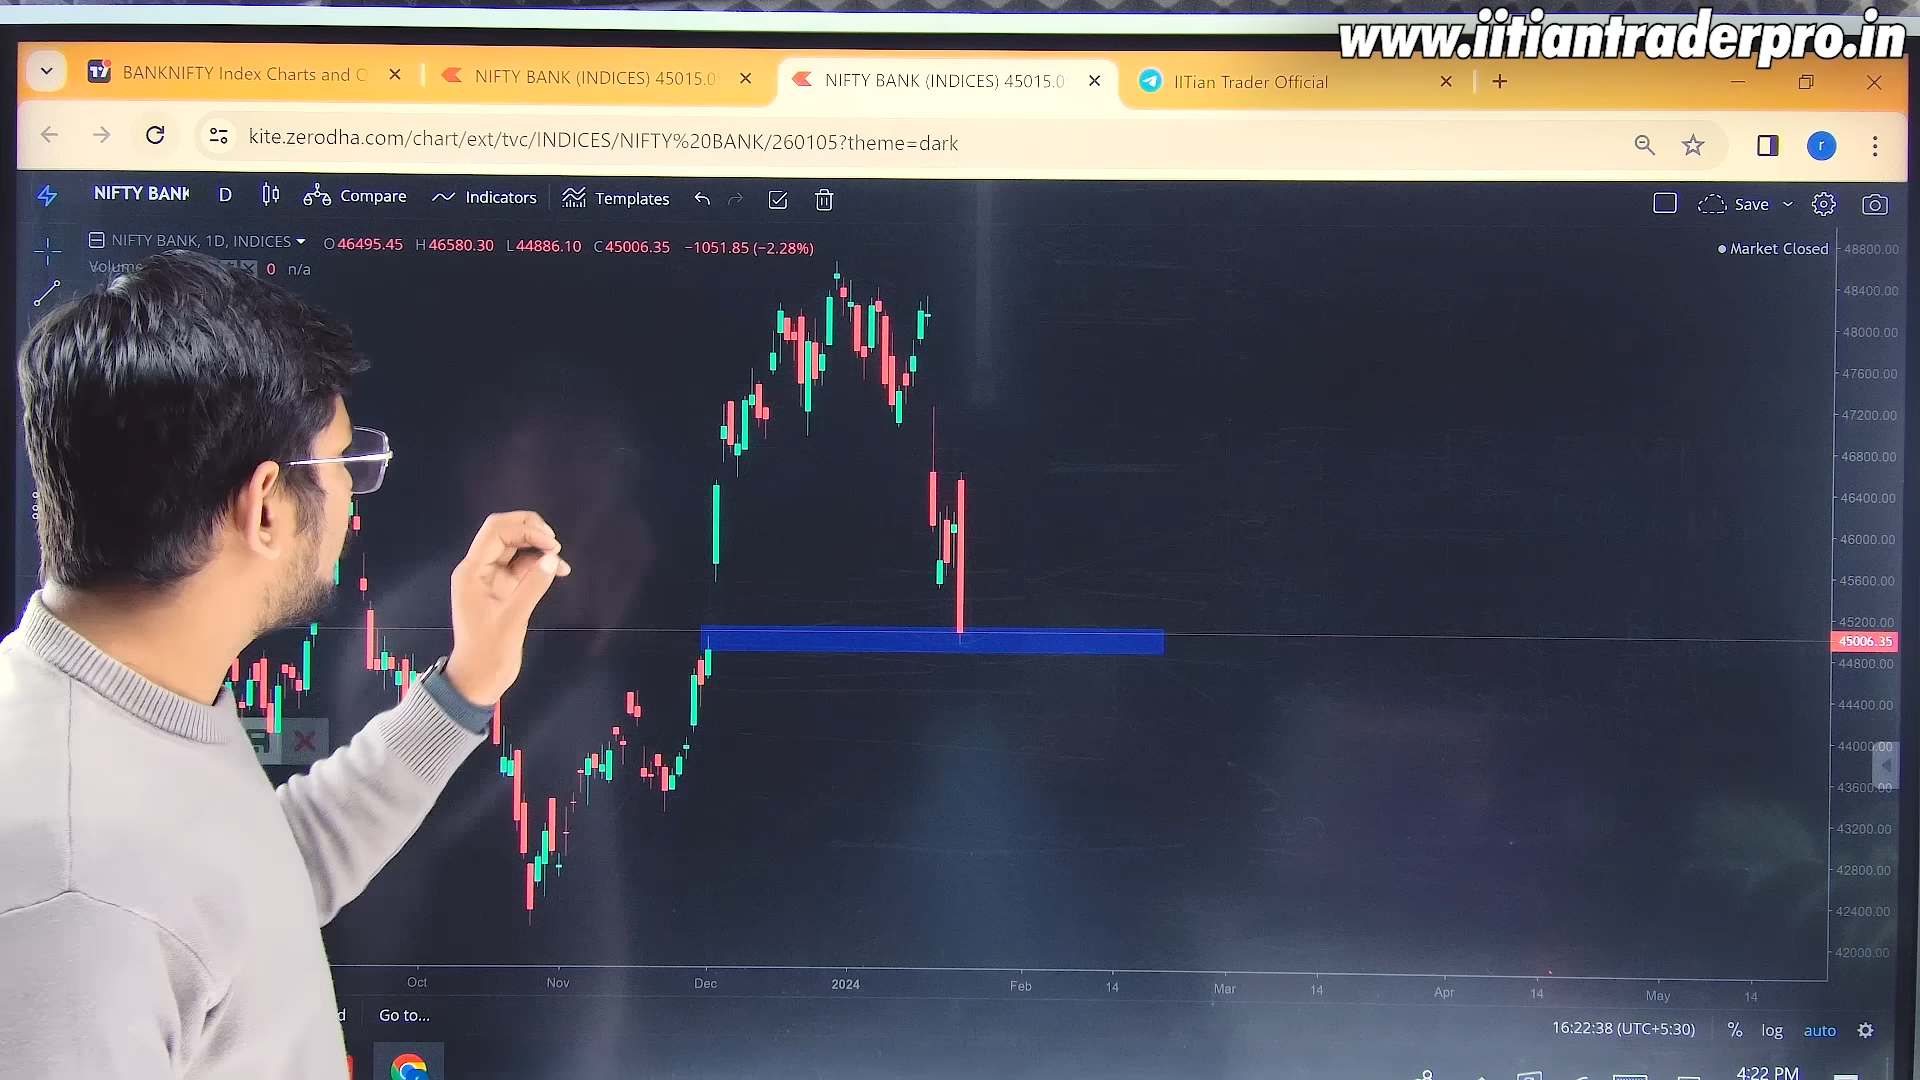 www.iitiantraderpro.in
BANKNIFTY Index Charts and Q
NIFTY BANK (INDICES) 45015.0
NIFTY BANK (INDICES) 45015.0
IITian Trader Official
kite.zerodha.com/chart/ext/tvc/INDICES/NIFTY%20BANK/260105?theme=dark
r
NIFTY BANK D Compare Indicators Templates Save
NIFTY BANK, 1D, INDICES O46495.45 H46580.30 L44886.10 C45006.35 −1051.85 (−2.28%)
Market Closed
Volume 0 n/a
48800.00
48400.00
48000.00
47600.00
47200.00
46800.00
46400.00
46000.00
45600.00
45200.00
45006.35
44800.00
44400.00
44000.00
43600.00
43200.00
42800.00
42400.00
42000.00
Oct Nov Dec 2024 Feb 14 Mar 14 Apr 14 May 14
Go to...
16:22:38 (UTC+5:30) % log auto
4:22 PM